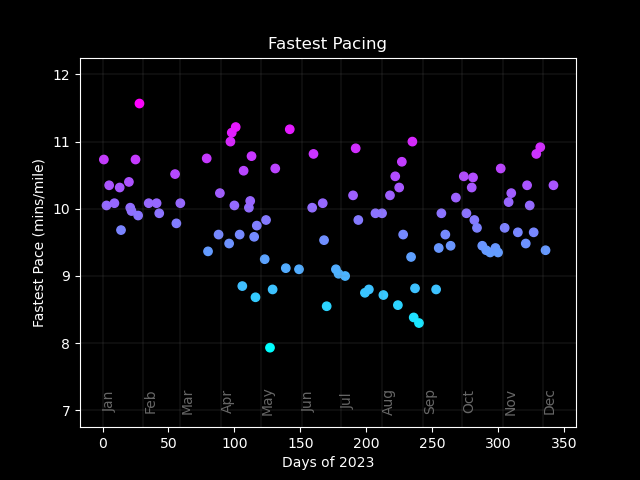 Fastest Pacing
Fastest Pace (mins/mile)
12
11
10
9
8
7
Jan Feb Mar Apr May Jun Jul Aug Sep Oct Nov Dec
0 50 100 150 200 250 300 350
Days of 2023